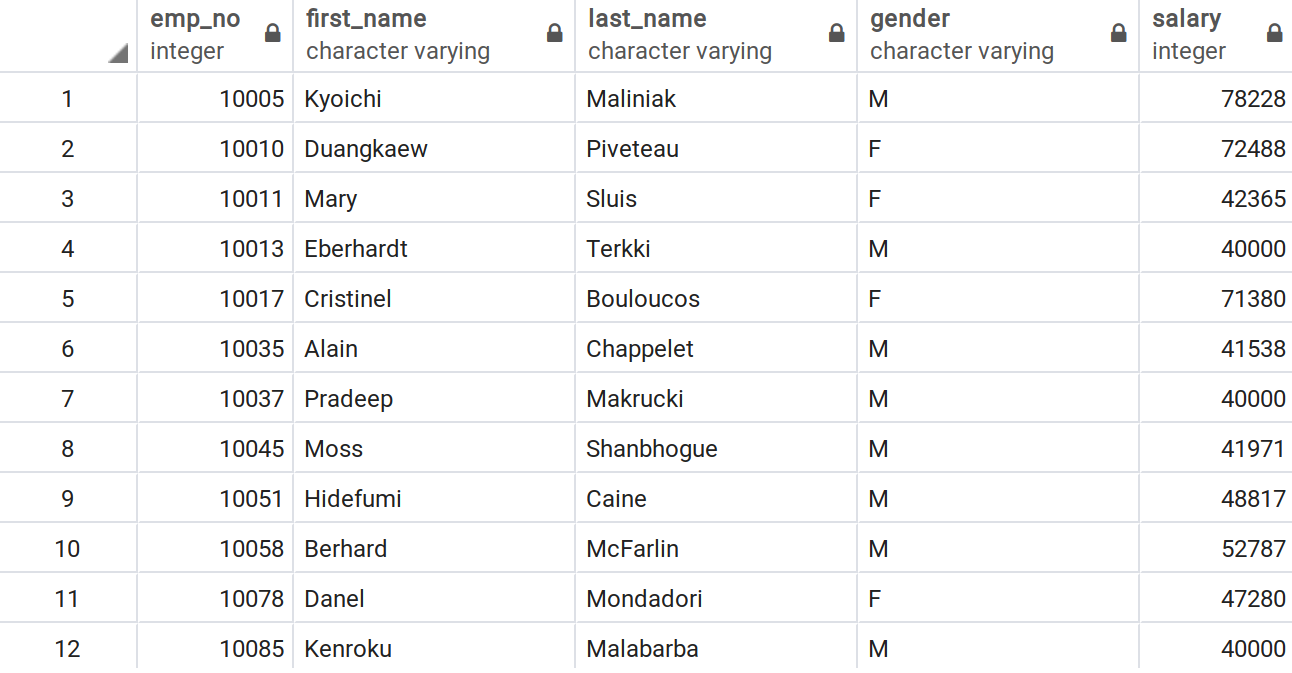 emp_no first_name last_name gender salary
integer character varying character varying character varying integer
1 10005 Kyoichi Maliniak M 78228
2 10010 Duangkaew Piveteau F 72488
3 10011 Mary Sluis F 42365
4 10013 Eberhardt Terkki M 40000
5 10017 Cristinel Bouloucos F 71380
6 10035 Alain Chappelet M 41538
7 10037 Pradeep Makrucki M 40000
8 10045 Moss Shanbhogue M 41971
9 10051 Hidefumi Caine M 48817
10 10058 Berhard McFarlin M 52787
11 10078 Danel Mondadori F 47280
12 10085 Kenroku Malabarba M 40000